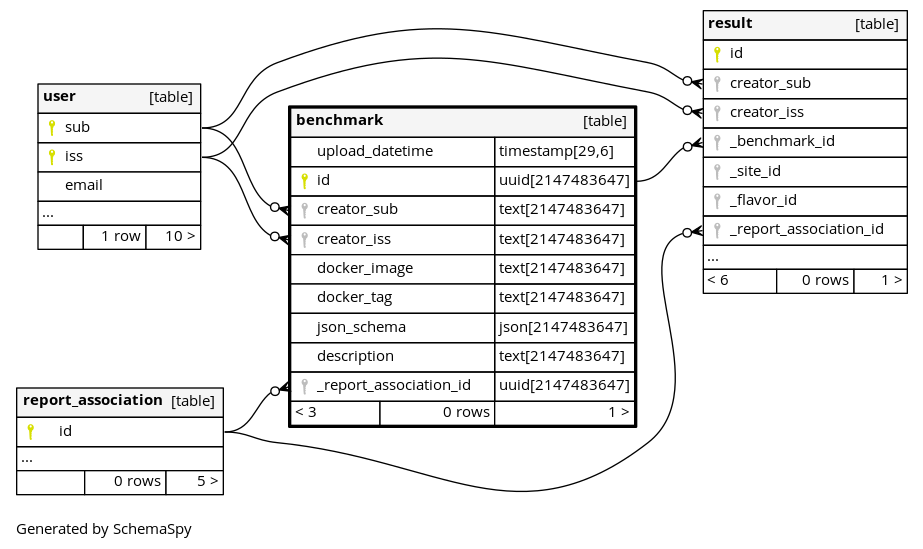 user [table]
sub
iss
email
...
1 row 10 >
benchmark [table]
upload_datetime timestamp[29,6]
id uuid[2147483647]
creator_sub text[2147483647]
creator_iss text[2147483647]
docker_image text[2147483647]
docker_tag text[2147483647]
json_schema json[2147483647]
description text[2147483647]
_report_association_id uuid[2147483647]
< 3 0 rows 1 >
result [table]
id
creator_sub
creator_iss
_benchmark_id
_site_id
_flavor_id
_report_association_id
...
< 6 0 rows 1 >
report_association [table]
id
...
0 rows 5 >
Generated by SchemaSpy